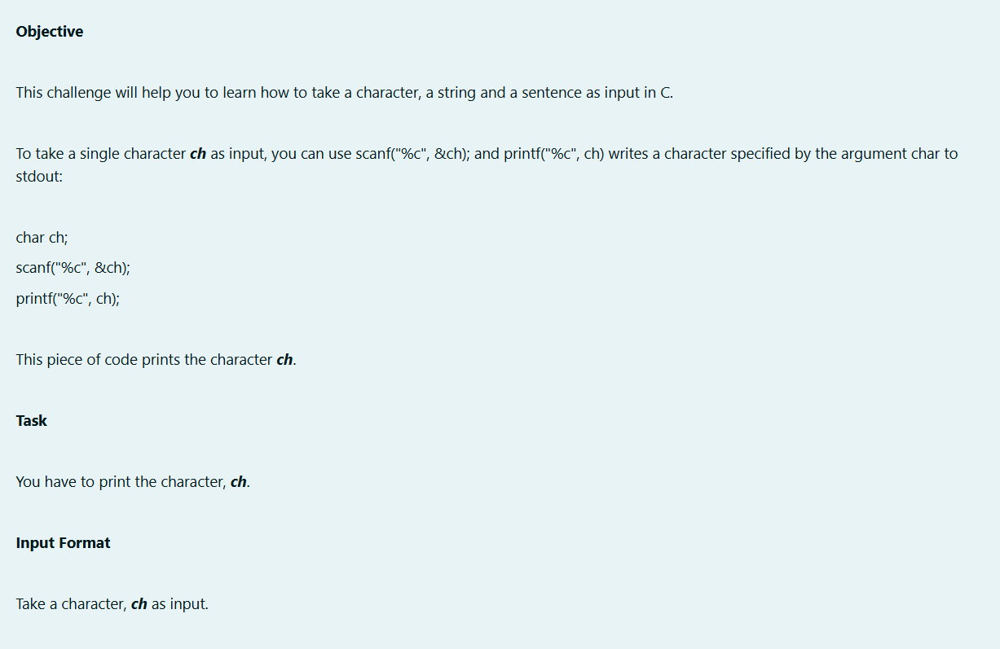 Objective
This challenge will help you to learn how to take a character, a string and a sentence as input in C.
To take a single character ch as input, you can use scanf("%c", &ch); and printf("%c", ch) writes a character specified by the argument char to
stdout:
char ch;
scanf("%c", &ch);
printf("%c", ch);
This piece of code prints the character ch.
Task
You have to print the character, ch.
Input Format
Take a character, ch as input.